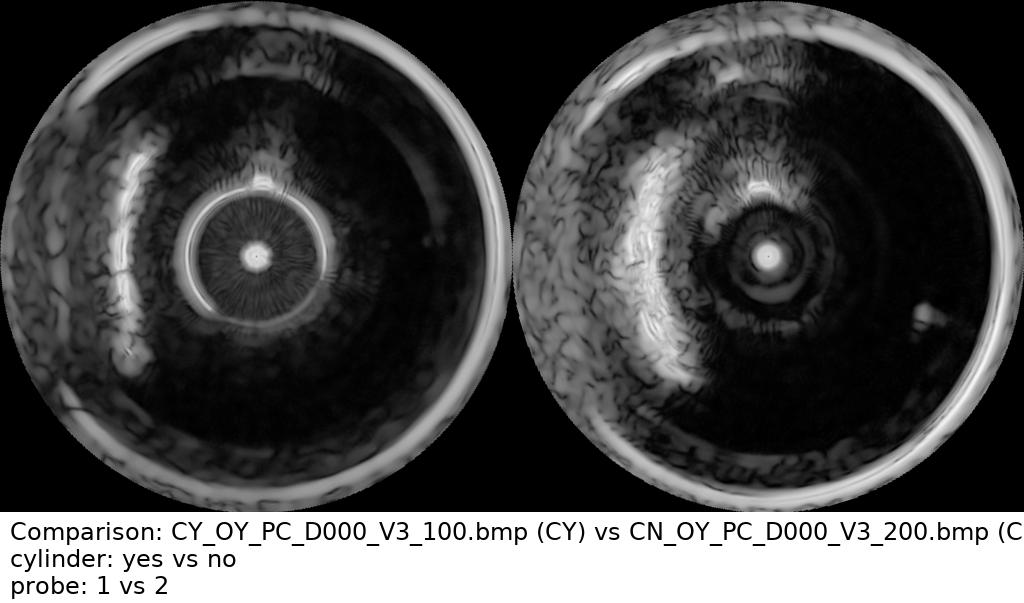 Comparison: CY_OY_PC_D000_V3_100.bmp (CY) vs CN_OY_PC_D000_V3_200.bmp (C
cylinder: yes vs no
probe: 1 vs 2